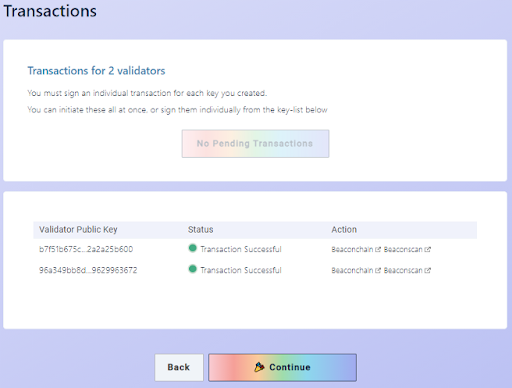 Transactions
Transactions for 2 validators
You must sign an individual transaction for each key you created.
You can initiate these all at once, or sign them individually from the key-list below
No Pending Transactions
Validator Public Key Status Action
b7f51b675c...2a2a25b600 Transaction Successful Beaconchain Beaconscan
96a349bb8d...9629963672 Transaction Successful Beaconchain Beaconscan
Back Continue